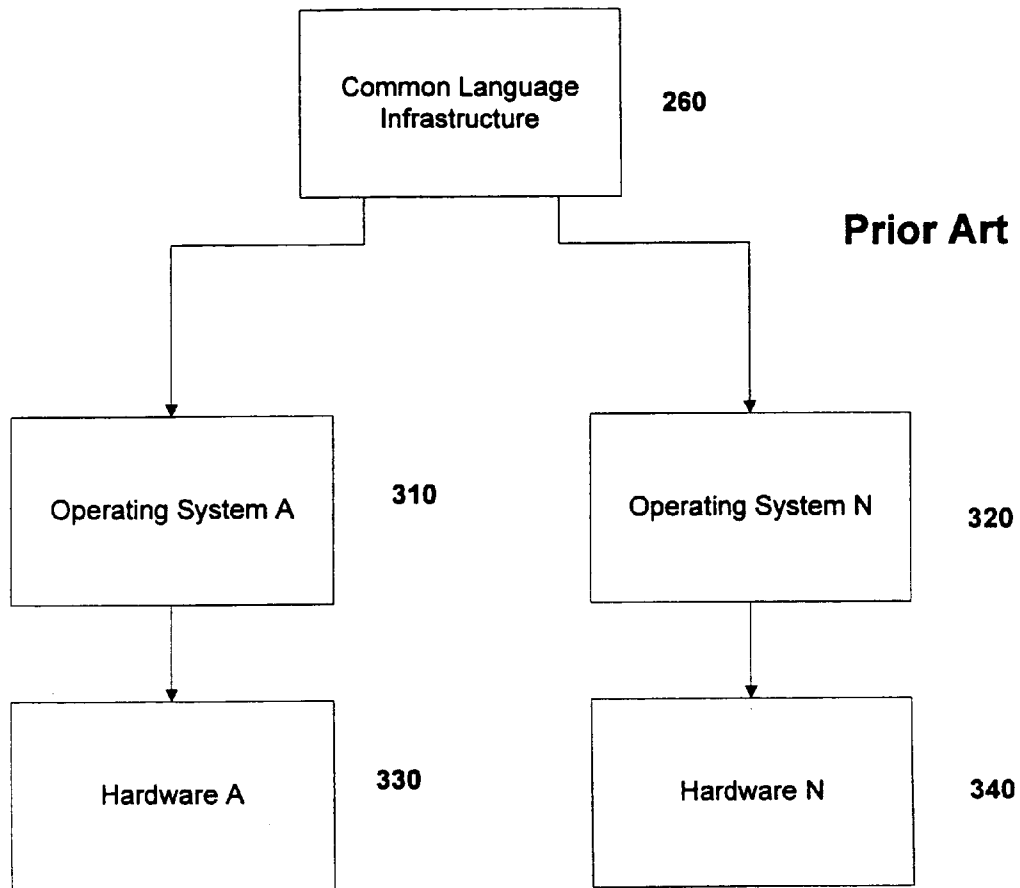 Common Language
Infrastructure
260
Prior Art
Operating System A
310
Operating System N
320
Hardware A
330
Hardware N
340